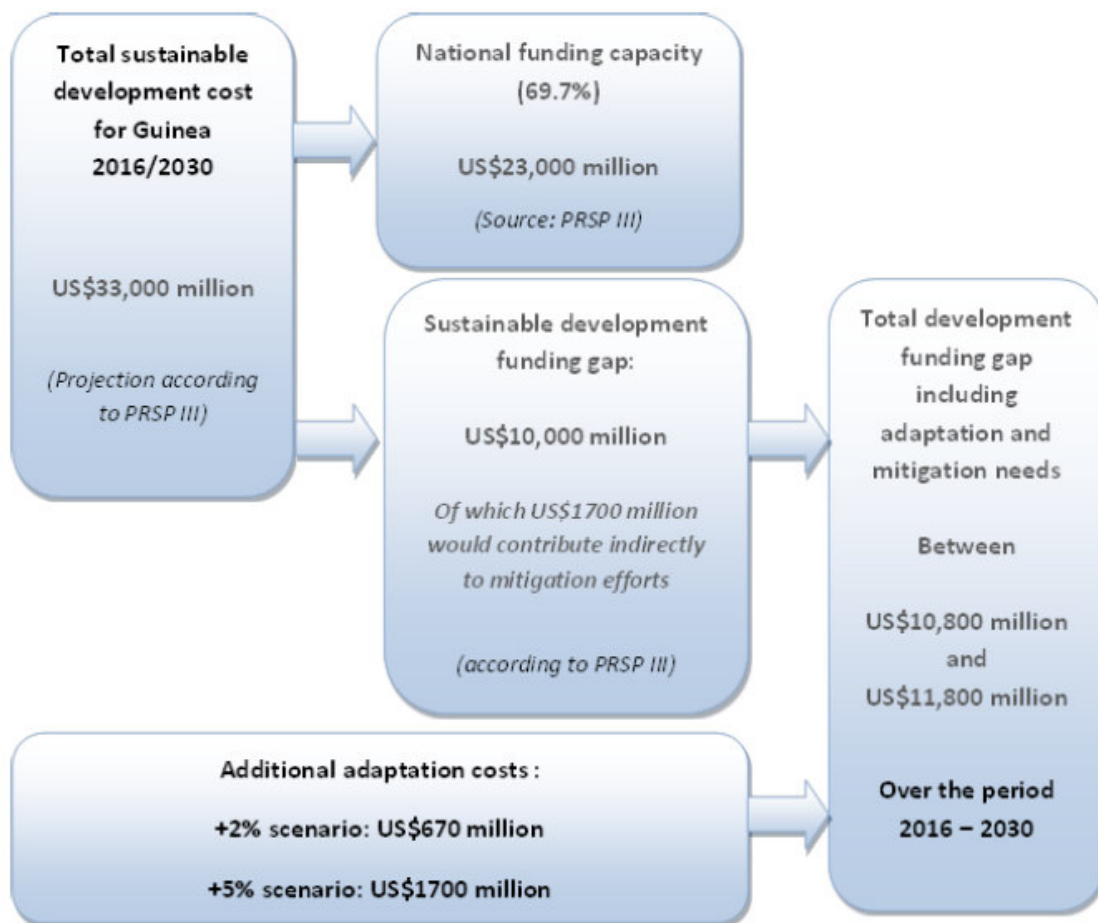 Total sustainable
development cost
for Guinea
2016/2030
US$33,000 million
(Projection according
to PRSP III)
National funding capacity
(69.7%)
US$23,000 million
(Source: PRSP III)
Sustainable development
funding gap:
US$10,000 million
Of which US$1700 million
would contribute indirectly
to mitigation efforts
(according to PRSP III)
Total development
funding gap
including
adaptation and
mitigation needs
Between
US$10,800 million
and
US$11,800 million
Over the period
2016 – 2030
Additional adaptation costs :
+2% scenario: US$670 million
+5% scenario: US$1700 million